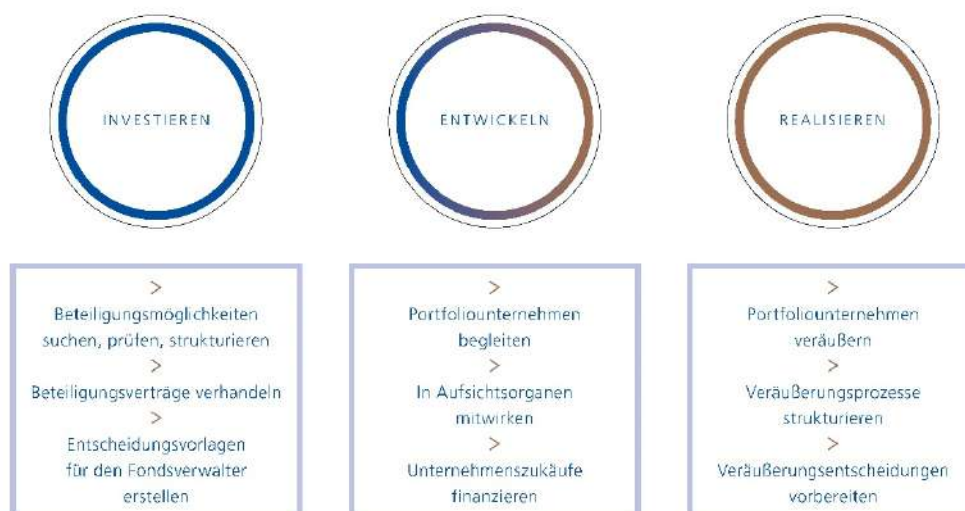 INVESTIEREN
ENTWICKELN
REALISIEREN
>
Beteiligungsmöglichkeiten
suchen, prüfen, strukturieren
>
Beteiligungsverträge verhandeln
>
Entscheidungsvorlagen
für den Fondsverwalter
erstellen
>
Portfoliounternehmen
begleiten
>
In Aufsichtsorganen
mitwirken
>
Unternehmenszukäufe
finanzieren
>
Portfoliounternehmen
veräußern
>
Veräußerungsprozesse
strukturieren
>
Veräußerungsentscheidungen
vorbereiten